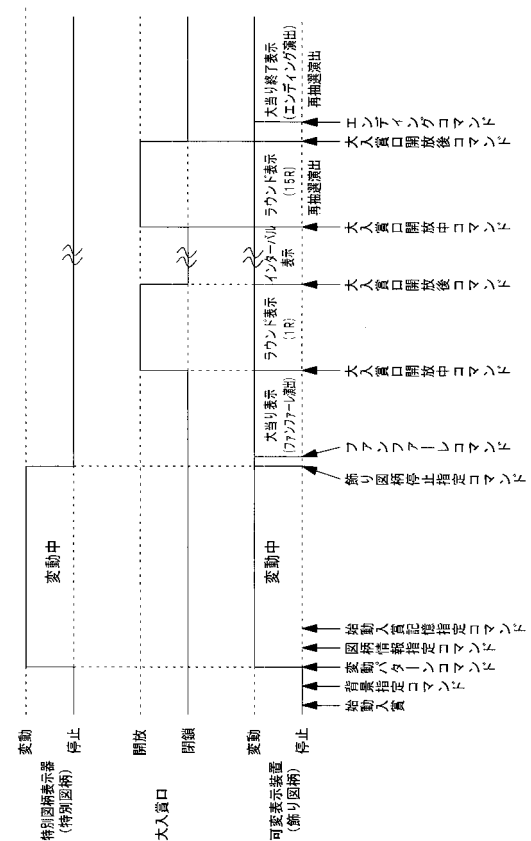 特別図柄表示器
(特別図柄)
変動
停止
変動中
大入賞口
開放
閉鎖
可変表示装置
(飾り図柄)
変動
停止
変動中
大当り表示
(ファンファーレ演出)
ラウンド表示
(1R)
インターバル
表示
ラウンド表示
(15R)
再抽選演出
大当り終了表示
(エンディング演出)
再抽選演出
始動入賞
背景指定コマンド
変動パターンコマンド
図柄情報指定コマンド
始動入賞記憶指定コマンド
飾り図柄停止指定コマンド
ファンファーレコマンド
大入賞口開放中コマンド
大入賞口開放後コマンド
大入賞口開放中コマンド
大入賞口開放後コマンド
エンディングコマンド